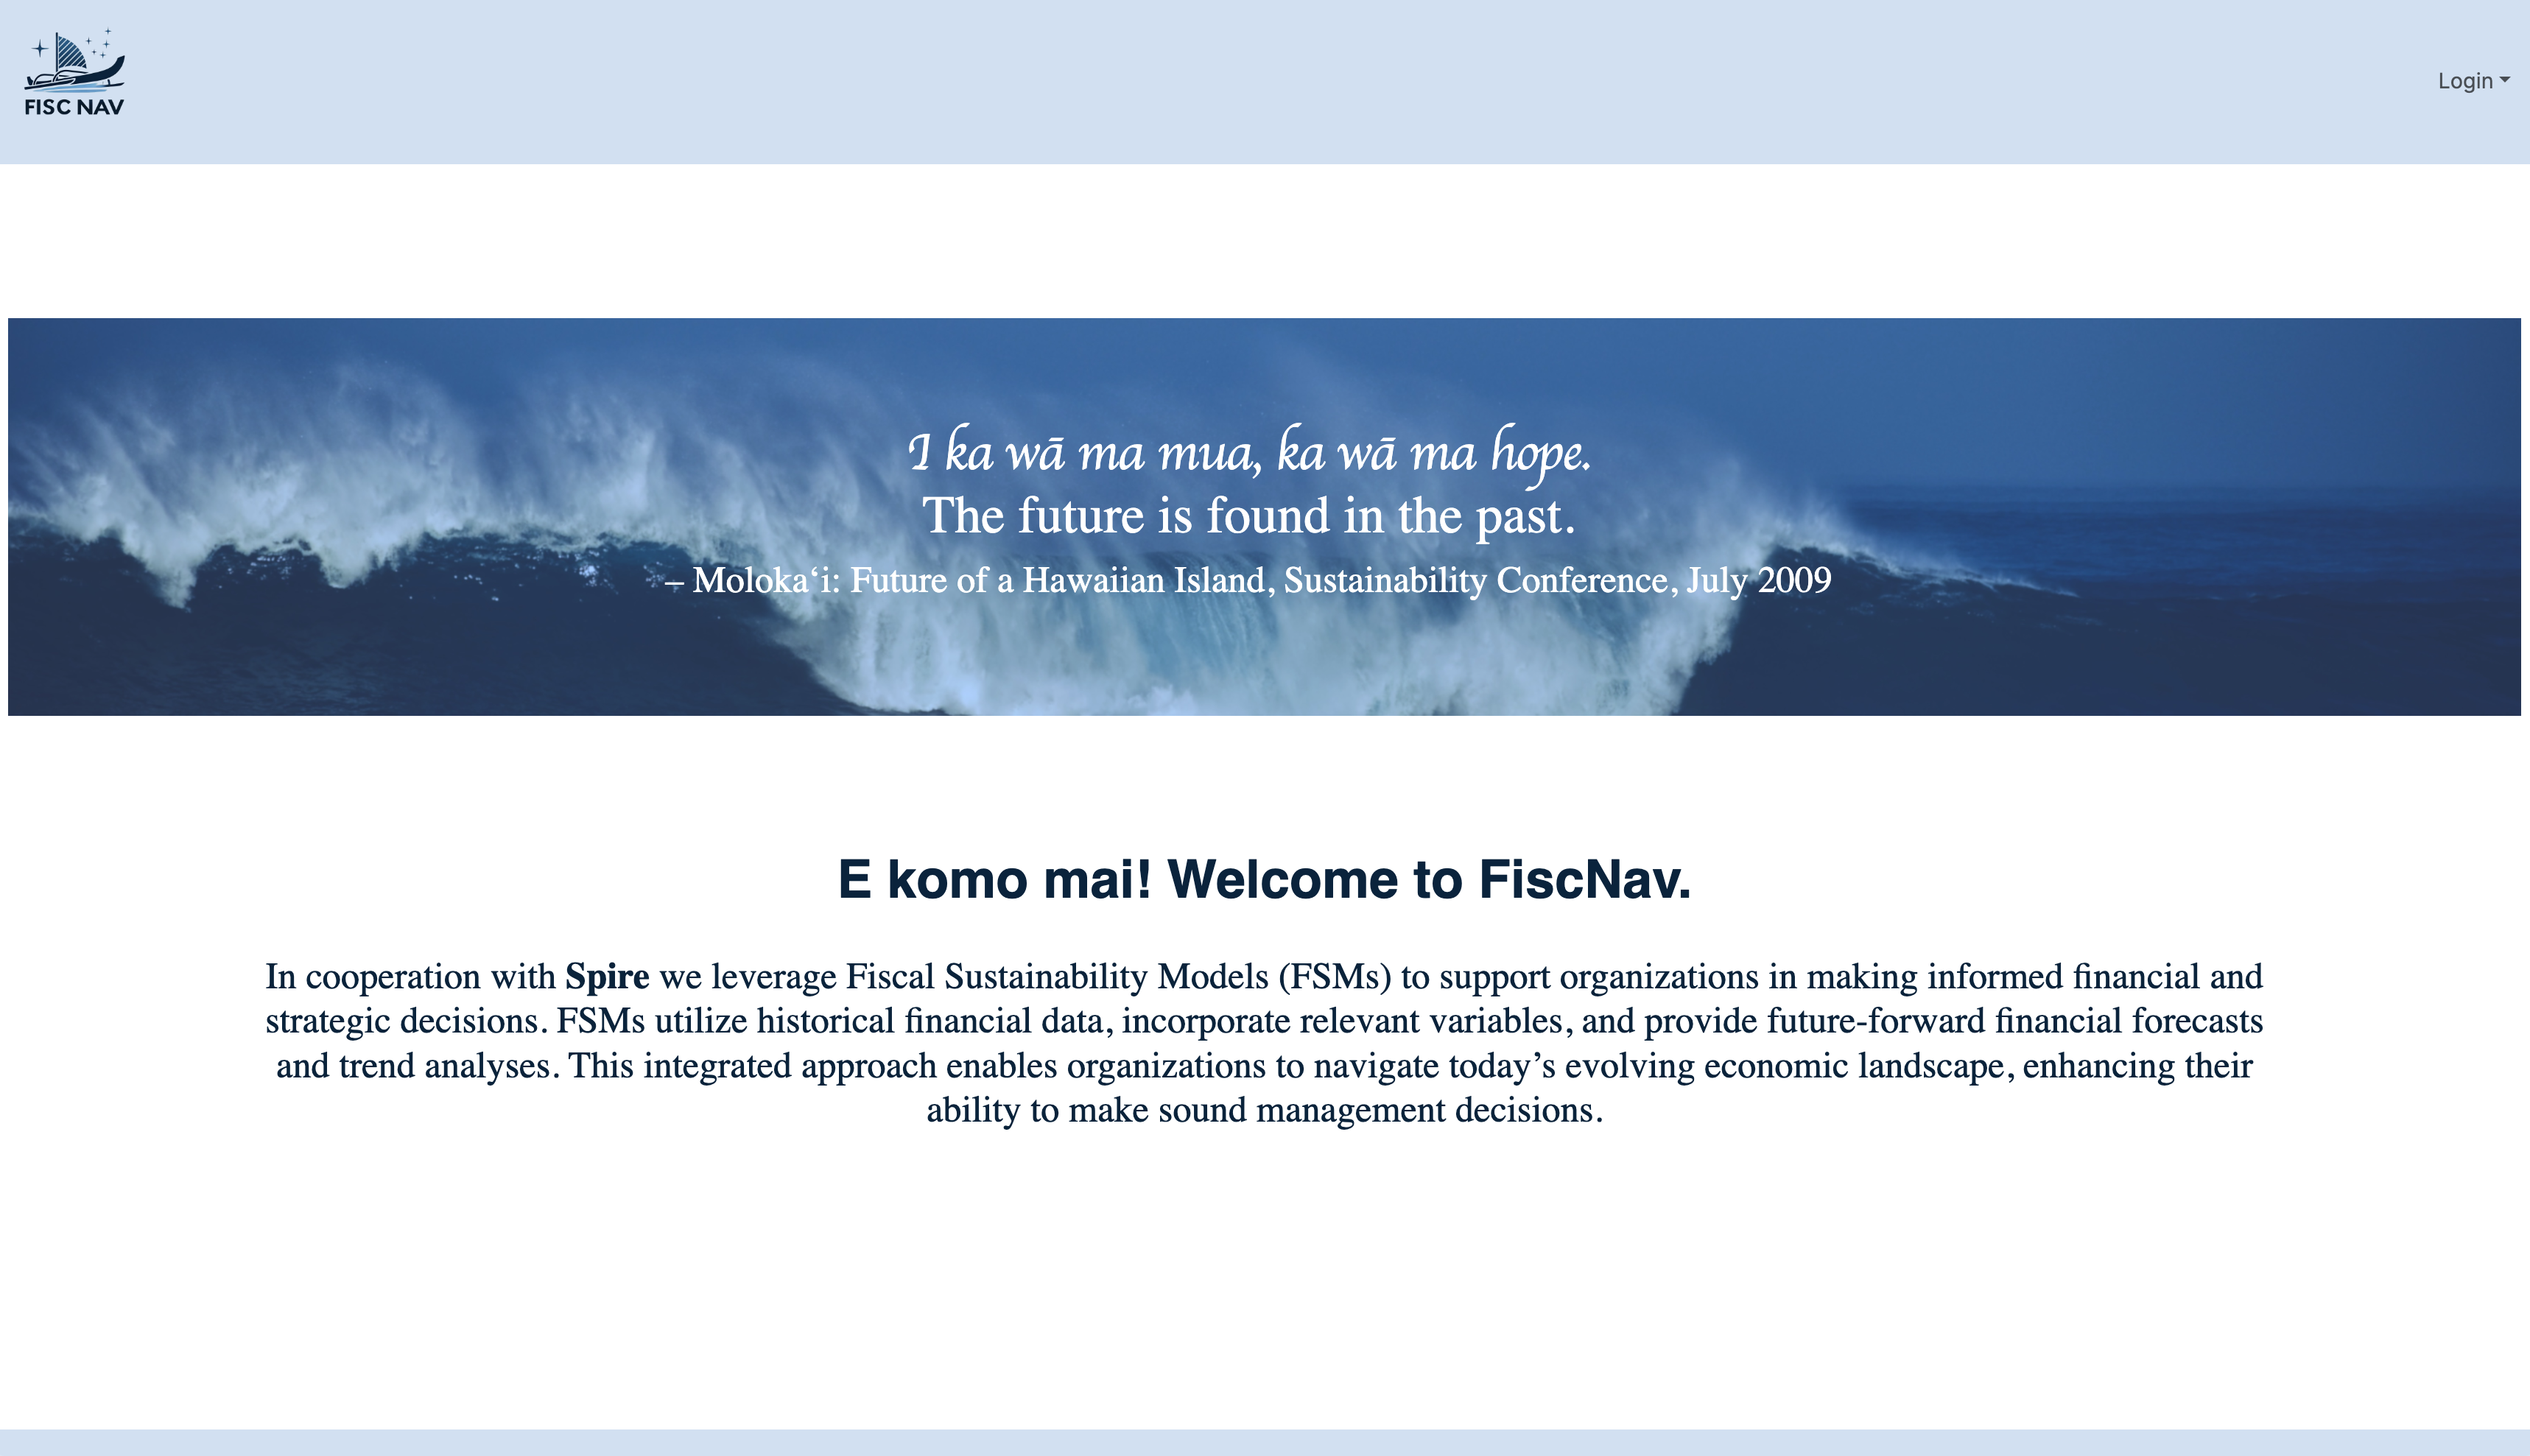 FISC NAV
Login
I ka wā ma mua, ka wā ma hope.
The future is found in the past.
– Molokaʻi: Future of a Hawaiian Island, Sustainability Conference, July 2009
E komo mai! Welcome to FiscNav.
In cooperation with Spire we leverage Fiscal Sustainability Models (FSMs) to support organizations in making informed financial and
strategic decisions. FSMs utilize historical financial data, incorporate relevant variables, and provide future-forward financial forecasts
and trend analyses. This integrated approach enables organizations to navigate today’s evolving economic landscape, enhancing their
ability to make sound management decisions.